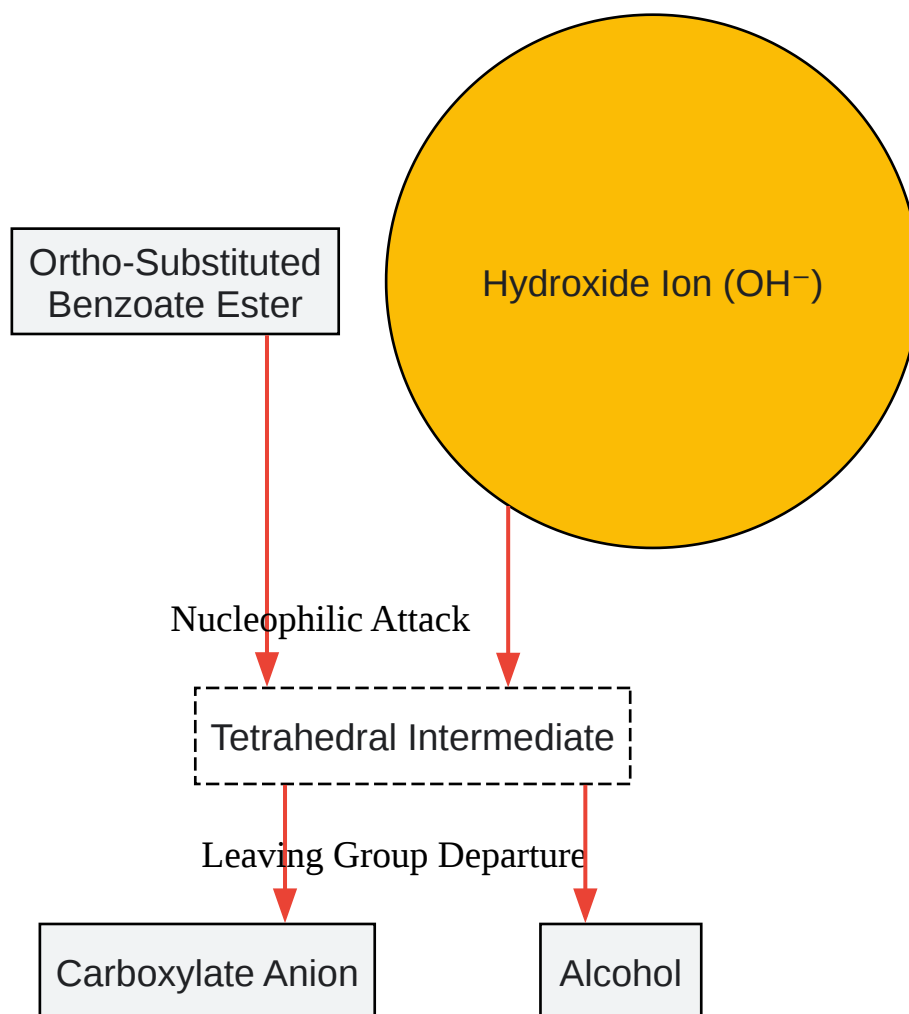 Ortho-Substituted
Benzoate Ester
Hydroxide Ion (OH⁻)
Nucleophilic Attack
Tetrahedral Intermediate
Leaving Group Departure
Carboxylate Anion
Alcohol